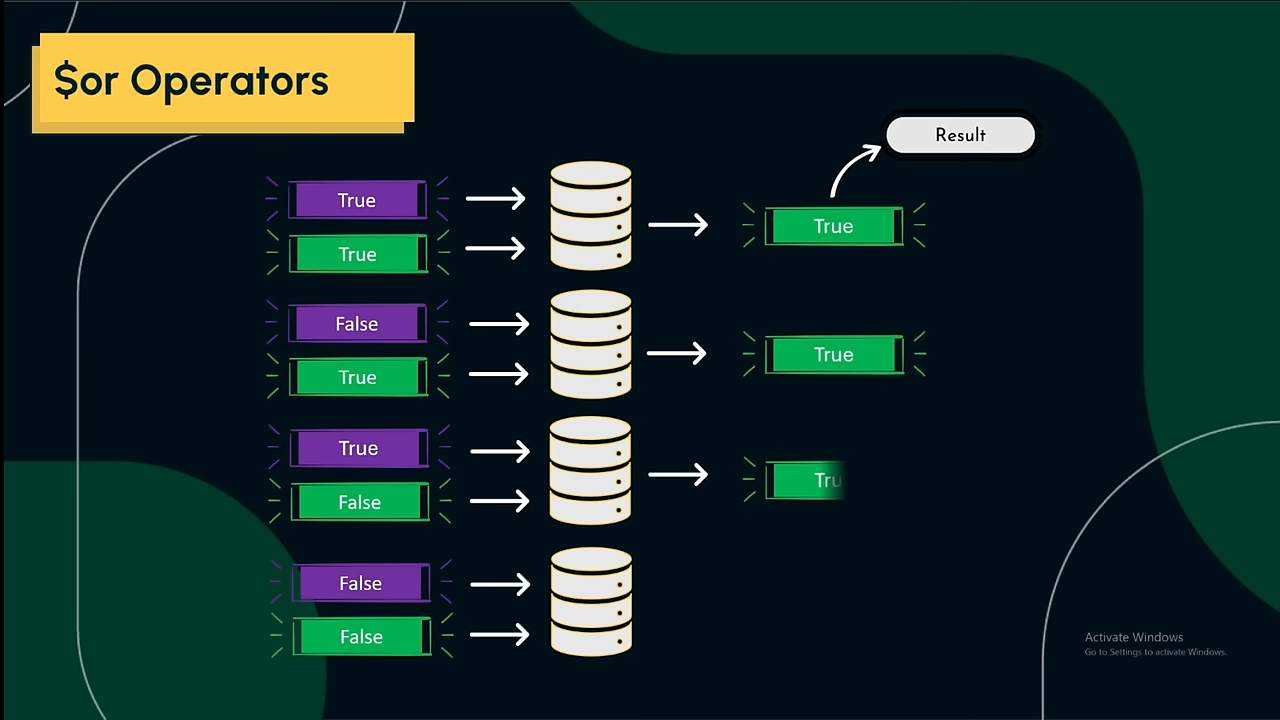 $or Operators
Result
True
True
True
False
True
True
True
False
Tru
False
False
Activate Windows
Go to Settings to activate Windows.